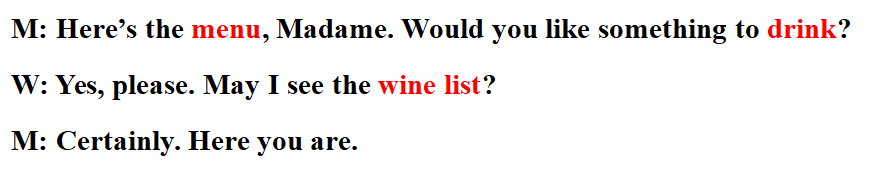 M: Here’s the menu, Madame. Would you like something to drink?
W: Yes, please. May I see the wine list?
M: Certainly. Here you are.